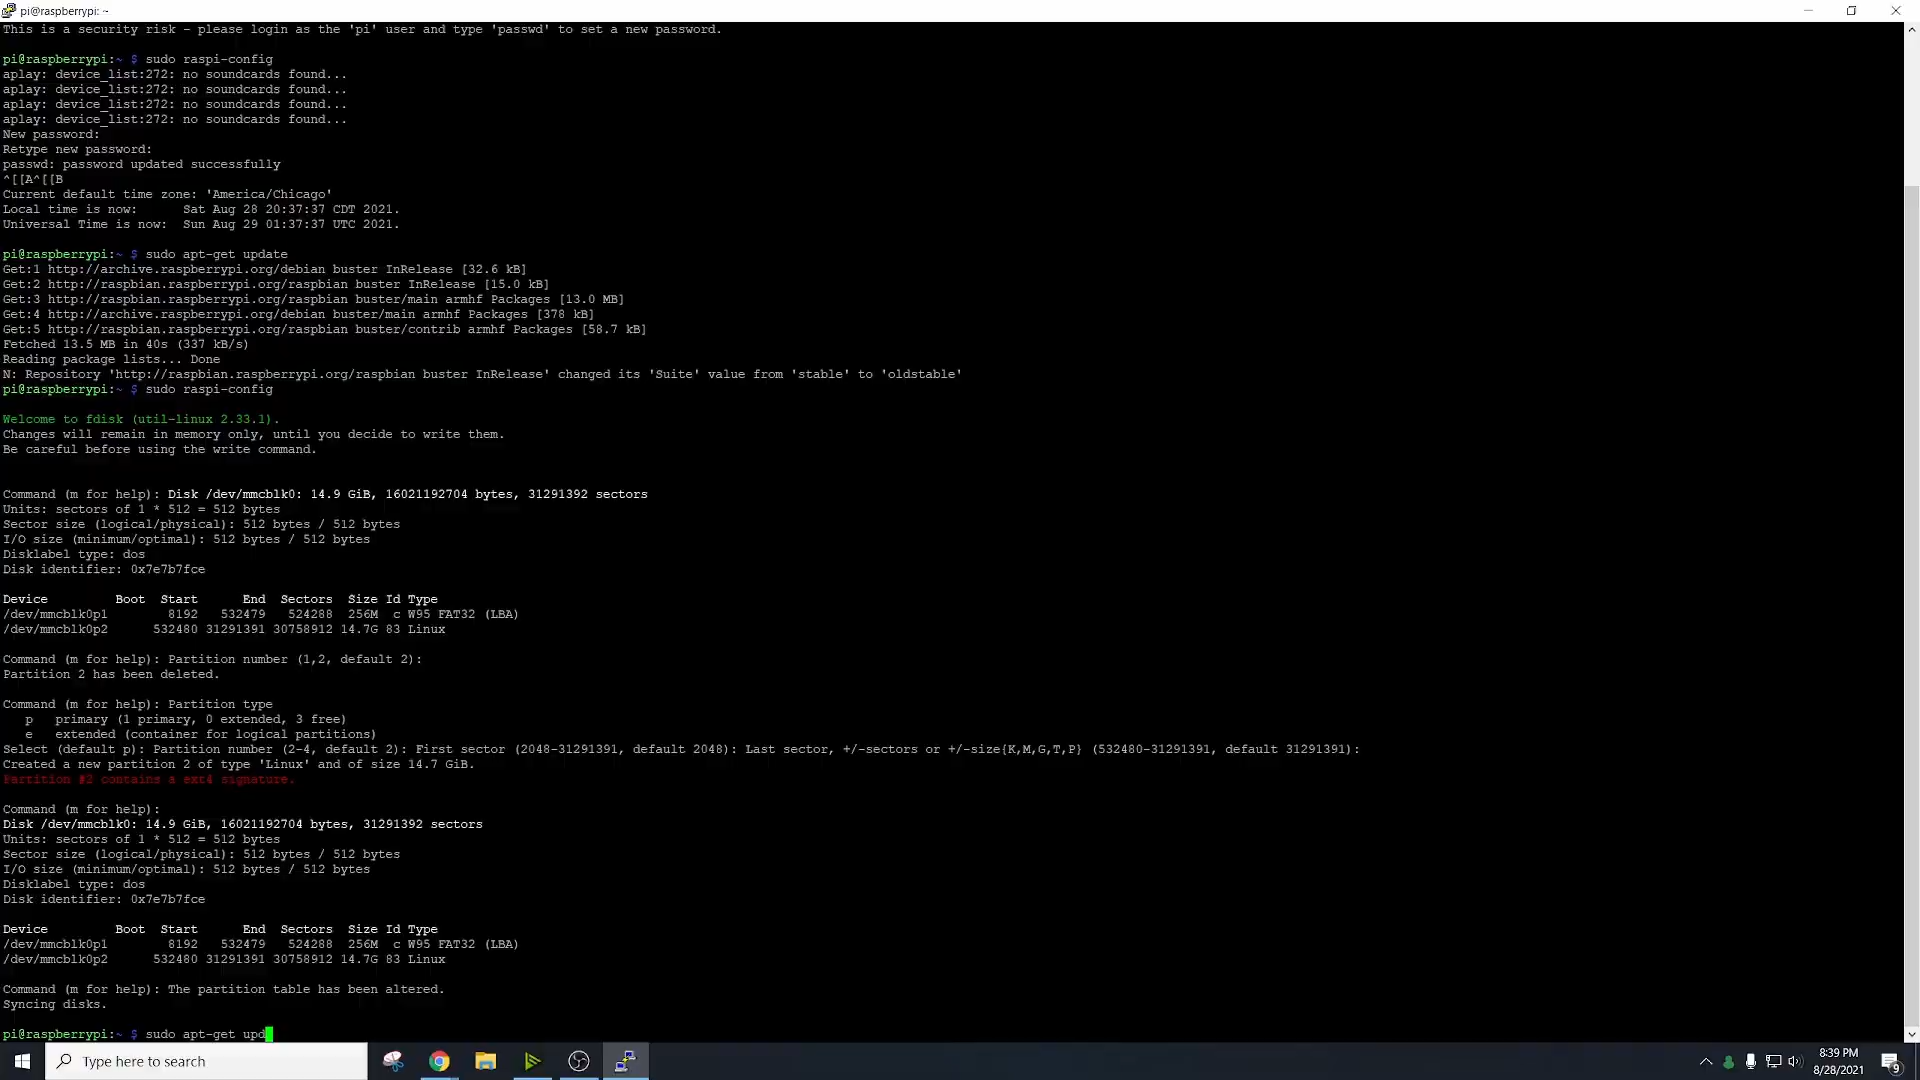 pi@raspberrypi: ~
This is a security risk - please login as the 'pi' user and type 'passwd' to set a new password.
pi@raspberrypi:~ $ sudo raspi-config
aplay: device_list:272: no soundcards found...
aplay: device_list:272: no soundcards found...
aplay: device_list:272: no soundcards found...
aplay: device_list:272: no soundcards found...
New password:
Retype new password:
passwd: password updated successfully
^[[A^[[B
Current default time zone: 'America/Chicago'
Local time is now:      Sat Aug 28 20:37:37 CDT 2021.
Universal Time is now:  Sun Aug 29 01:37:37 UTC 2021.
pi@raspberrypi:~ $ sudo apt-get update
Get:1 http://archive.raspberrypi.org/debian buster InRelease [32.6 kB]
Get:2 http://raspbian.raspberrypi.org/raspbian buster InRelease [15.0 kB]
Get:3 http://raspbian.raspberrypi.org/raspbian buster/main armhf Packages [13.0 MB]
Get:4 http://archive.raspberrypi.org/debian buster/main armhf Packages [378 kB]
Get:5 http://raspbian.raspberrypi.org/raspbian buster/contrib armhf Packages [58.7 kB]
Fetched 13.5 MB in 40s (337 kB/s)
Reading package lists... Done
N: Repository 'http://raspbian.raspberrypi.org/raspbian buster InRelease' changed its 'Suite' value from 'stable' to 'oldstable'
pi@raspberrypi:~ $ sudo raspi-config
Welcome to fdisk (util-linux 2.33.1).
Changes will remain in memory only, until you decide to write them.
Be careful before using the write command.
Command (m for help): Disk /dev/mmcblk0: 14.9 GiB, 16021192704 bytes, 31291392 sectors
Units: sectors of 1 * 512 = 512 bytes
Sector size (logical/physical): 512 bytes / 512 bytes
I/O size (minimum/optimal): 512 bytes / 512 bytes
Disklabel type: dos
Disk identifier: 0x7e7b7fce
Device         Boot  Start      End  Sectors  Size Id Type
/dev/mmcblk0p1        8192   532479   524288  256M  c W95 FAT32 (LBA)
/dev/mmcblk0p2      532480 31291391 30758912 14.7G 83 Linux
Command (m for help): Partition number (1,2, default 2):
Partition 2 has been deleted.
Command (m for help): Partition type
p   primary (1 primary, 0 extended, 3 free)
e   extended (container for logical partitions)
Select (default p): Partition number (2-4, default 2): First sector (2048-31291391, default 2048): Last sector, +/-sectors or +/-size{K,M,G,T,P} (532480-31291391, default 31291391):
Created a new partition 2 of type 'Linux' and of size 14.7 GiB.
Partition #2 contains a ext4 signature.
Command (m for help):
Disk /dev/mmcblk0: 14.9 GiB, 16021192704 bytes, 31291392 sectors
Units: sectors of 1 * 512 = 512 bytes
Sector size (logical/physical): 512 bytes / 512 bytes
I/O size (minimum/optimal): 512 bytes / 512 bytes
Disklabel type: dos
Disk identifier: 0x7e7b7fce
Device         Boot  Start      End  Sectors  Size Id Type
/dev/mmcblk0p1        8192   532479   524288  256M  c W95 FAT32 (LBA)
/dev/mmcblk0p2      532480 31291391 30758912 14.7G 83 Linux
Command (m for help): The partition table has been altered.
Syncing disks.
pi@raspberrypi:~ $ sudo apt-get upd
Type here to search
8:39 PM
8/28/2021
9